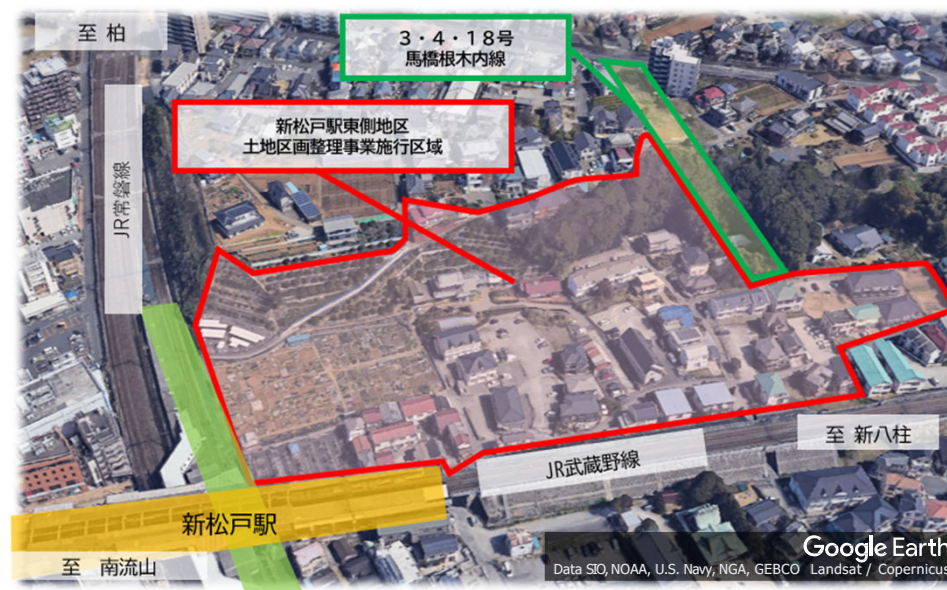 至 柏
3・4・18号
馬橋根木内線
新松戸駅東側地区
土地区画整理事業施行区域
JR常磐線
至 新八柱
JR武蔵野線
新松戸駅
至 南流山
Google Earth
Data SIO, NOAA, U.S. Navy, NGA, GEBCO Landsat / Copernicus